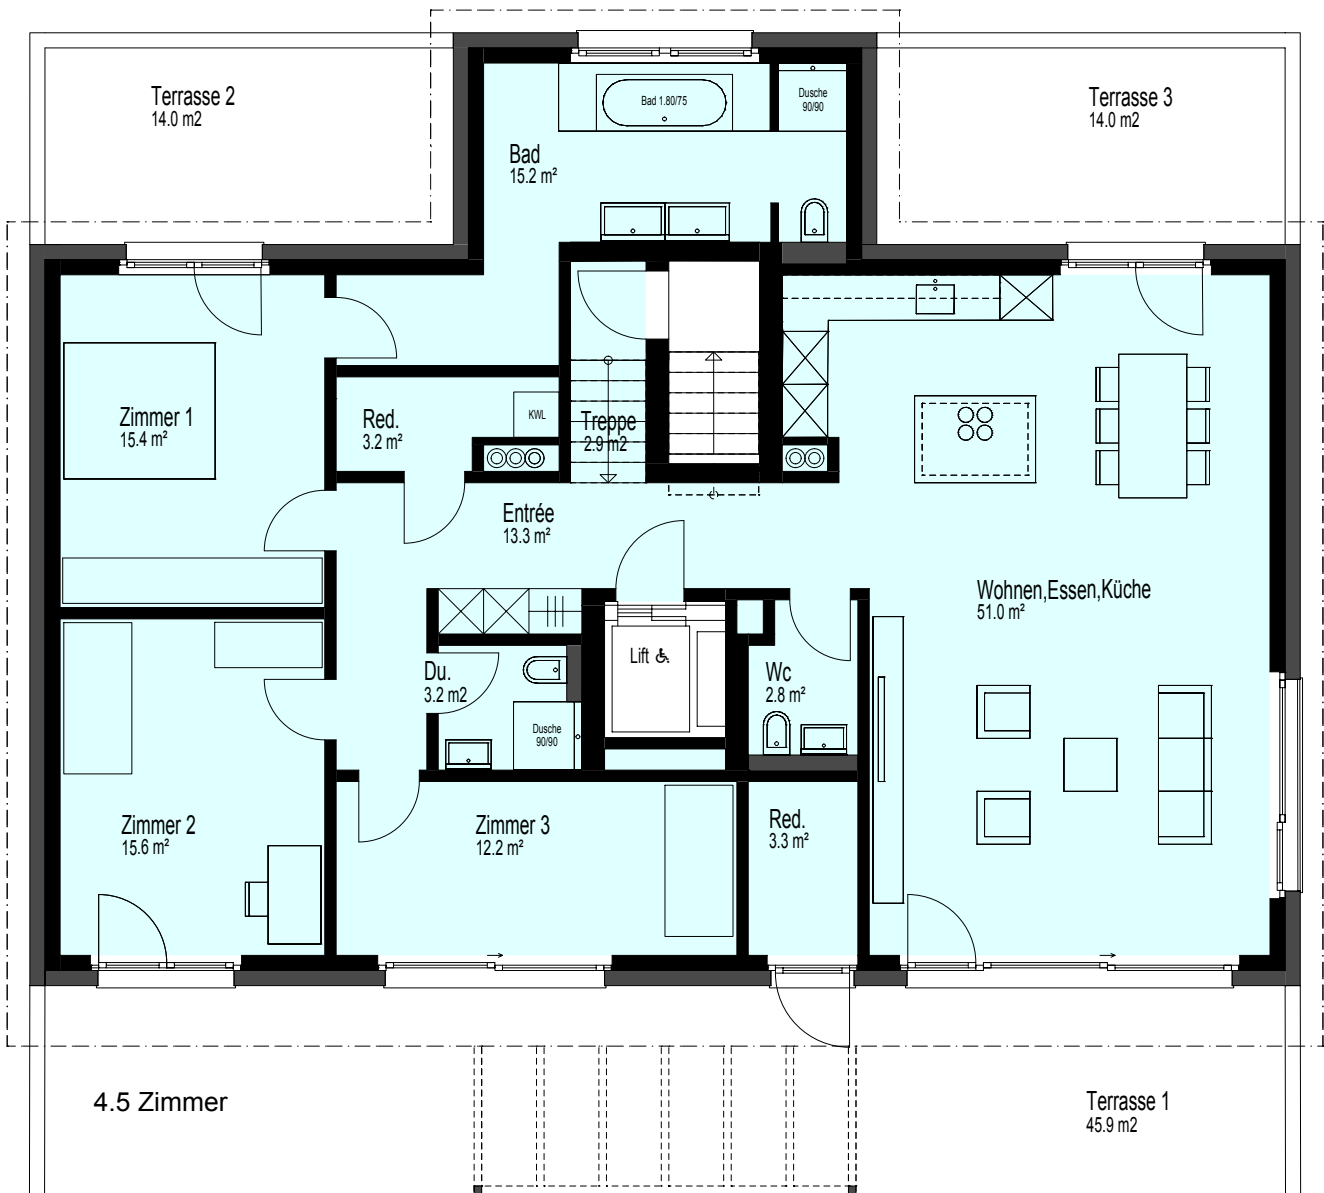 Terrasse 2
14.0 m2
Terrasse 3
14.0 m2
Bad 1.80/75
Dusche
90/90
Bad
15.2 m²
Zimmer 1
15.4 m²
Red.
3.2 m²
KWL
Treppe
2.9 m2
Entrée
13.3 m²
Wohnen,Essen,Küche
51.0 m²
Lift
Du.
3.2 m2
Wc
2.8 m²
Dusche
90/90
Zimmer 2
15.6 m²
Zimmer 3
12.2 m²
Red.
3.3 m²
4.5 Zimmer
Terrasse 1
45.9 m2